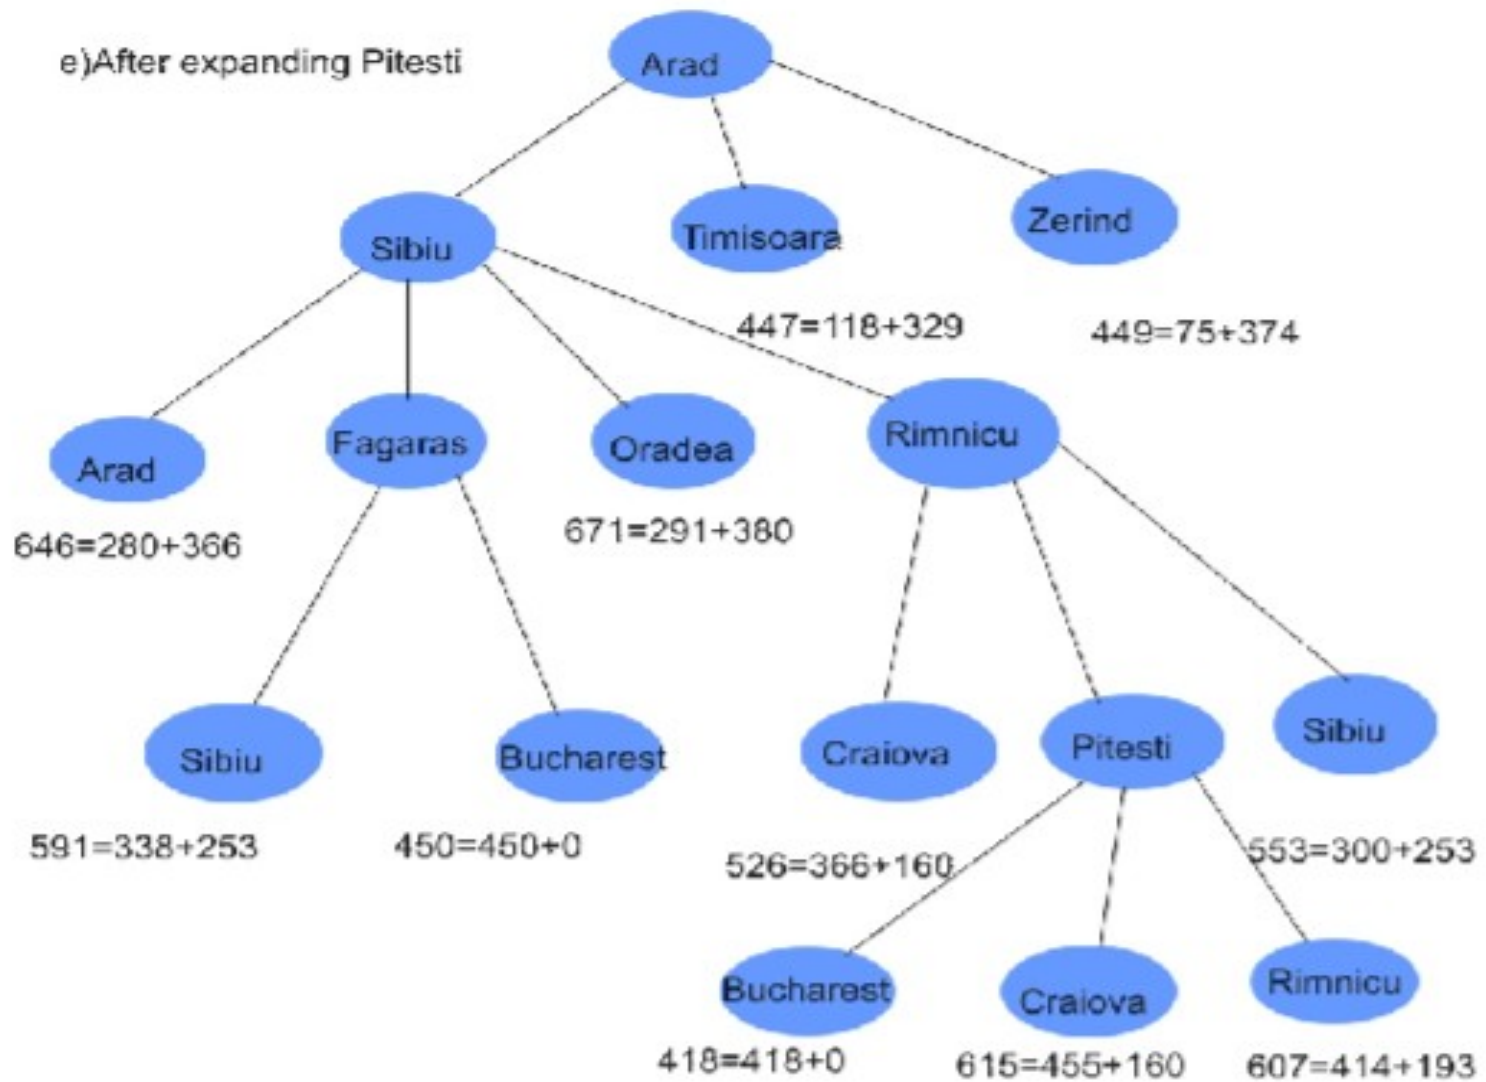 e)After expanding Pitesti
Arad
Sibiu
Timisoara
Zerind
447=118+329
449=75+374
Arad
Fagaras
Oradea
Rimnicu
646=280+366
671=291+380
Sibiu
Bucharest
Craiova
Pitesti
Sibiu
591=338+253
450=450+0
526=366+160
553=300+253
Bucharest
Craiova
Rimnicu
418=418+0
615=455+160
607=414+193